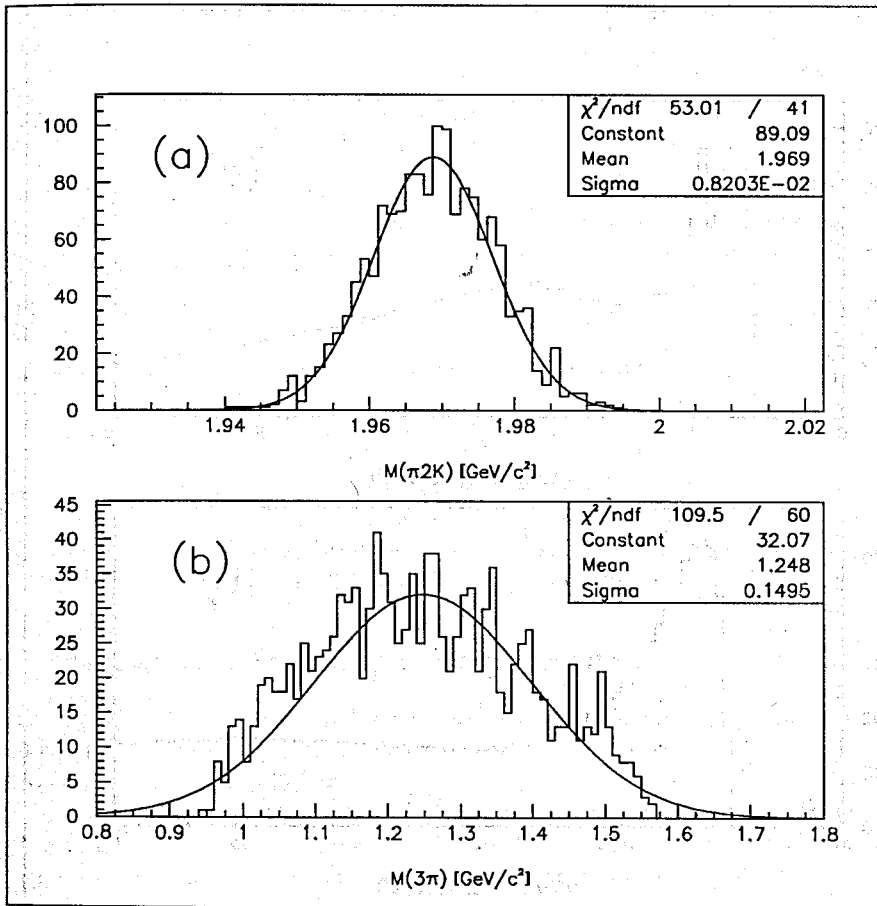 χ²/ndf 53.01 / 41
Constant 89.09
Mean 1.969
Sigma 0.8203E-02
(a)
100
80
60
40
20
0
1.94 1.96 1.98 2 2.02
M(π2K) [GeV/c²]
χ²/ndf 109.5 / 60
Constant 32.07
Mean 1.248
Sigma 0.1495
(b)
45
40
35
30
25
20
15
10
5
0
0.8 0.9 1 1.1 1.2 1.3 1.4 1.5 1.6 1.7 1.8
M(3π) [GeV/c²]